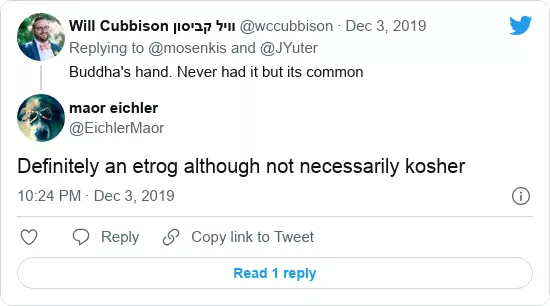 Will Cubbison וויל קביסון @wccubbison · Dec 3, 2019
Replying to @mosenkis and @JYuter
Buddha's hand. Never had it but its common
maor eichler
@EichlerMaor
Definitely an etrog although not necessarily kosher
10:24 PM · Dec 3, 2019
Reply
Copy link to Tweet
Read 1 reply